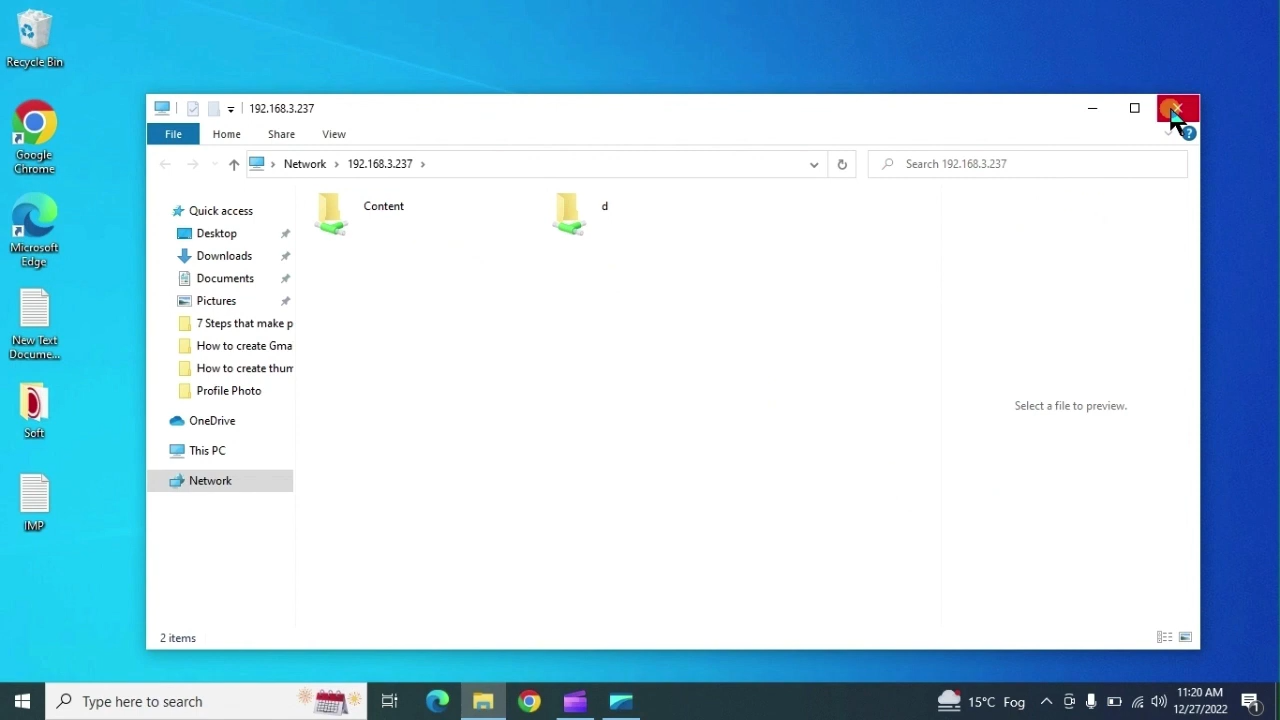 Recycle Bin
Google
Chrome
Microsoft
Edge
New Text
Docume...
Soft
IMP
192.168.3.237
File
Home
Share
View
Network
192.168.3.237
Search 192.168.3.237
Quick access
Desktop
Downloads
Documents
Pictures
7 Steps that make p
How to create Gma
How to create thum
Profile Photo
OneDrive
This PC
Network
Content
d
Select a file to preview.
2 items
Type here to search
15°C Fog
11:20 AM
12/27/2022
1